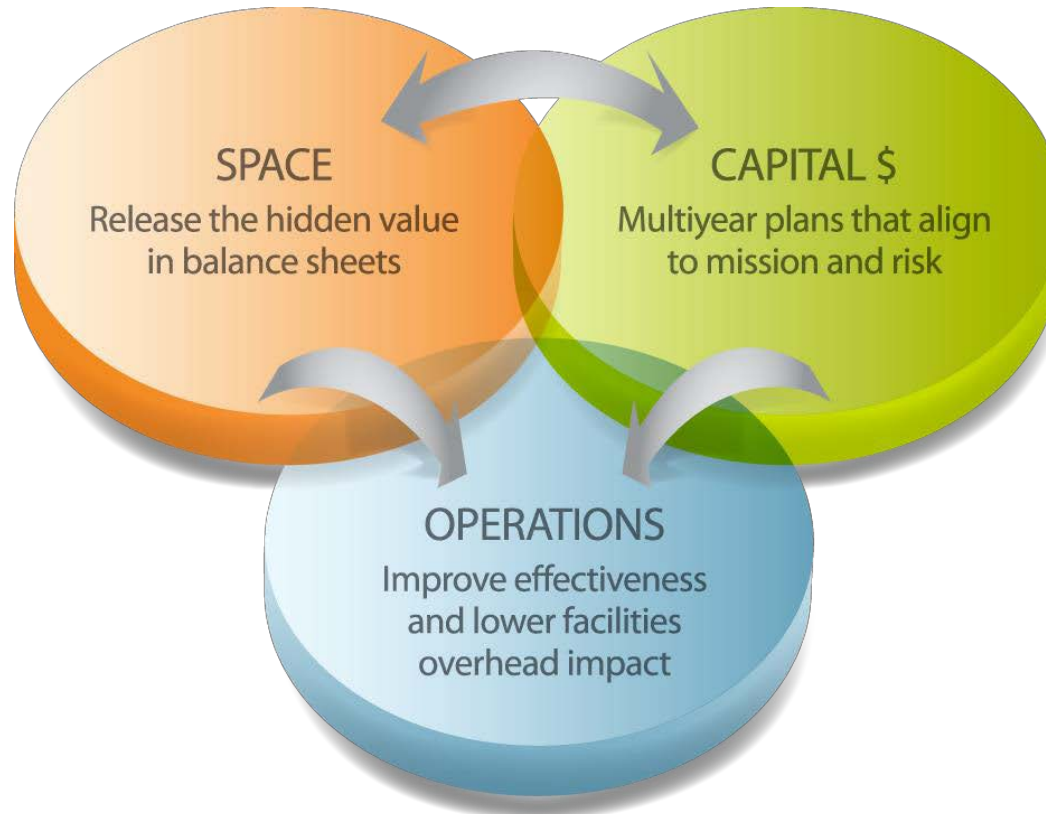 SPACE
Release the hidden value
in balance sheets
CAPITAL $
Multiyear plans that align
to mission and risk
OPERATIONS
Improve effectiveness
and lower facilities
overhead impact